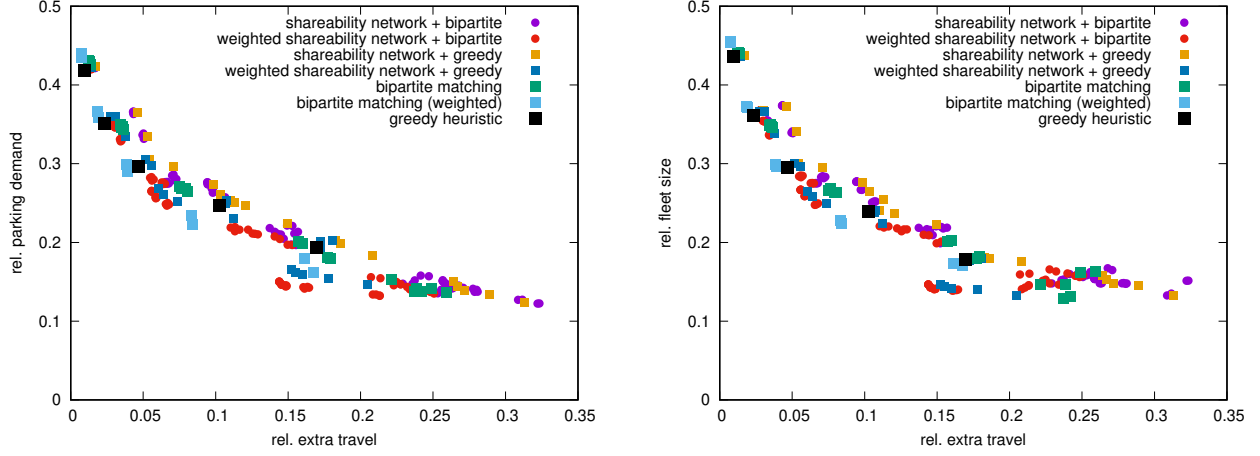 shareability network + bipartite
weighted shareability network + bipartite
shareability network + greedy
weighted shareability network + greedy
bipartite matching
bipartite matching (weighted)
greedy heuristic
0.5
0.4
0.3
0.2
0.1
0
rel. parking demand
0 0.05 0.1 0.15 0.2 0.25 0.3 0.35
rel. extra travel
shareability network + bipartite
weighted shareability network + bipartite
shareability network + greedy
weighted shareability network + greedy
bipartite matching
bipartite matching (weighted)
greedy heuristic
0.5
0.4
0.3
0.2
0.1
0
rel. fleet size
0 0.05 0.1 0.15 0.2 0.25 0.3 0.35
rel. extra travel